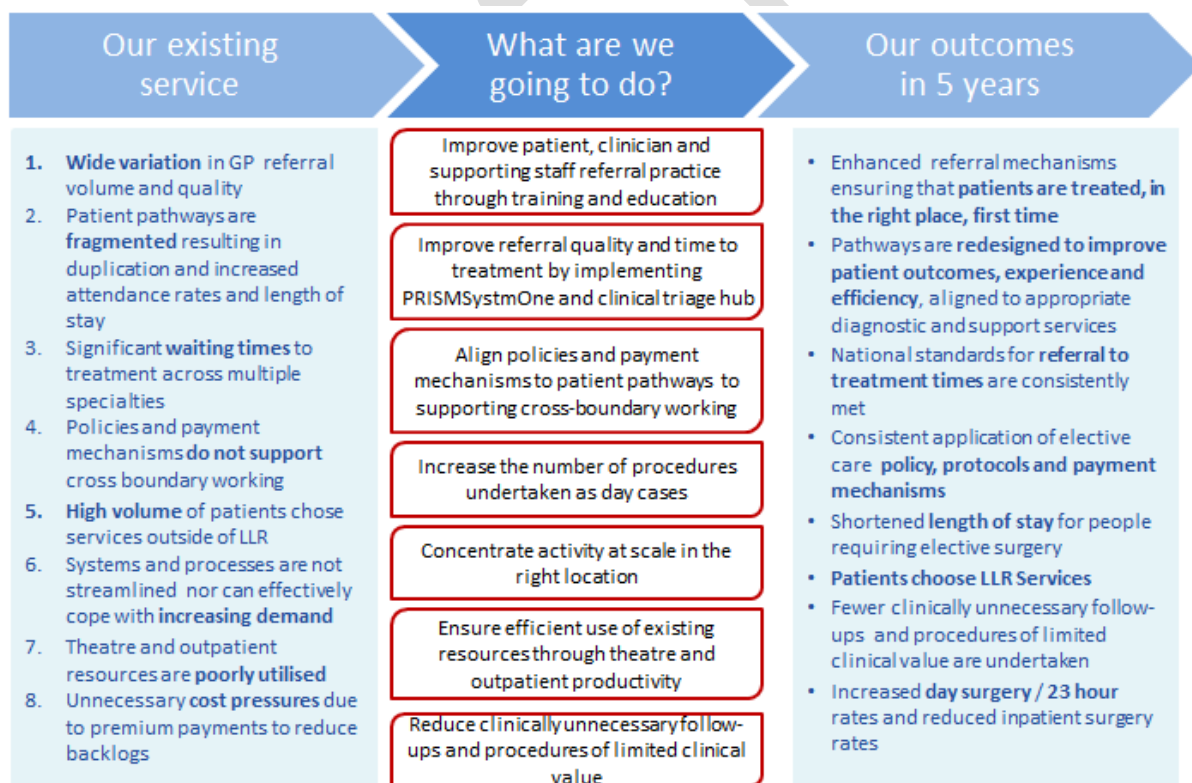 Our existing
service
What are we
going to do?
Our outcomes
in 5 years
1. Wide variation in GP referral
volume and quality
2. Patient pathways are
fragmented resulting in
duplication and increased
attendance rates and length of
stay
3. Significant waiting times to
treatment across multiple
specialties
4. Policies and payment
mechanisms do not support
cross boundary working
5. High volume of patients chose
services outside of LLR
6. Systems and processes are not
streamlined nor can effectively
cope with increasing demand
7. Theatre and outpatient
resources are poorly utilised
8. Unnecessary cost pressures due
to premium payments to reduce
backlogs
Improve patient, clinician and
supporting staff referral practice
through training and education
Improve referral quality and time to
treatment by implementing
PRISMSystmOne and clinical triage hub
Align policies and payment
mechanisms to patient pathways to
supporting cross-boundary working
Increase the number of procedures
undertaken as day cases
Concentrate activity at scale in the
right location
Ensure efficient use of existing
resources through theatre and
outpatient productivity
Reduce clinically unnecessary follow-
ups and procedures of limited clinical
value
• Enhanced referral mechanisms
ensuring that patients are treated, in
the right place, first time
• Pathways are redesigned to improve
patient outcomes, experience and
efficiency, aligned to appropriate
diagnostic and support services
• National standards for referral to
treatment times are consistently
met
• Consistent application of elective
care policy, protocols and payment
mechanisms
• Shortened length of stay for people
requiring elective surgery
• Patients choose LLR Services
• Fewer clinically unnecessary follow-
ups and procedures of limited
clinical value are undertaken
• Increased day surgery / 23 hour
rates and reduced inpatient surgery
rates